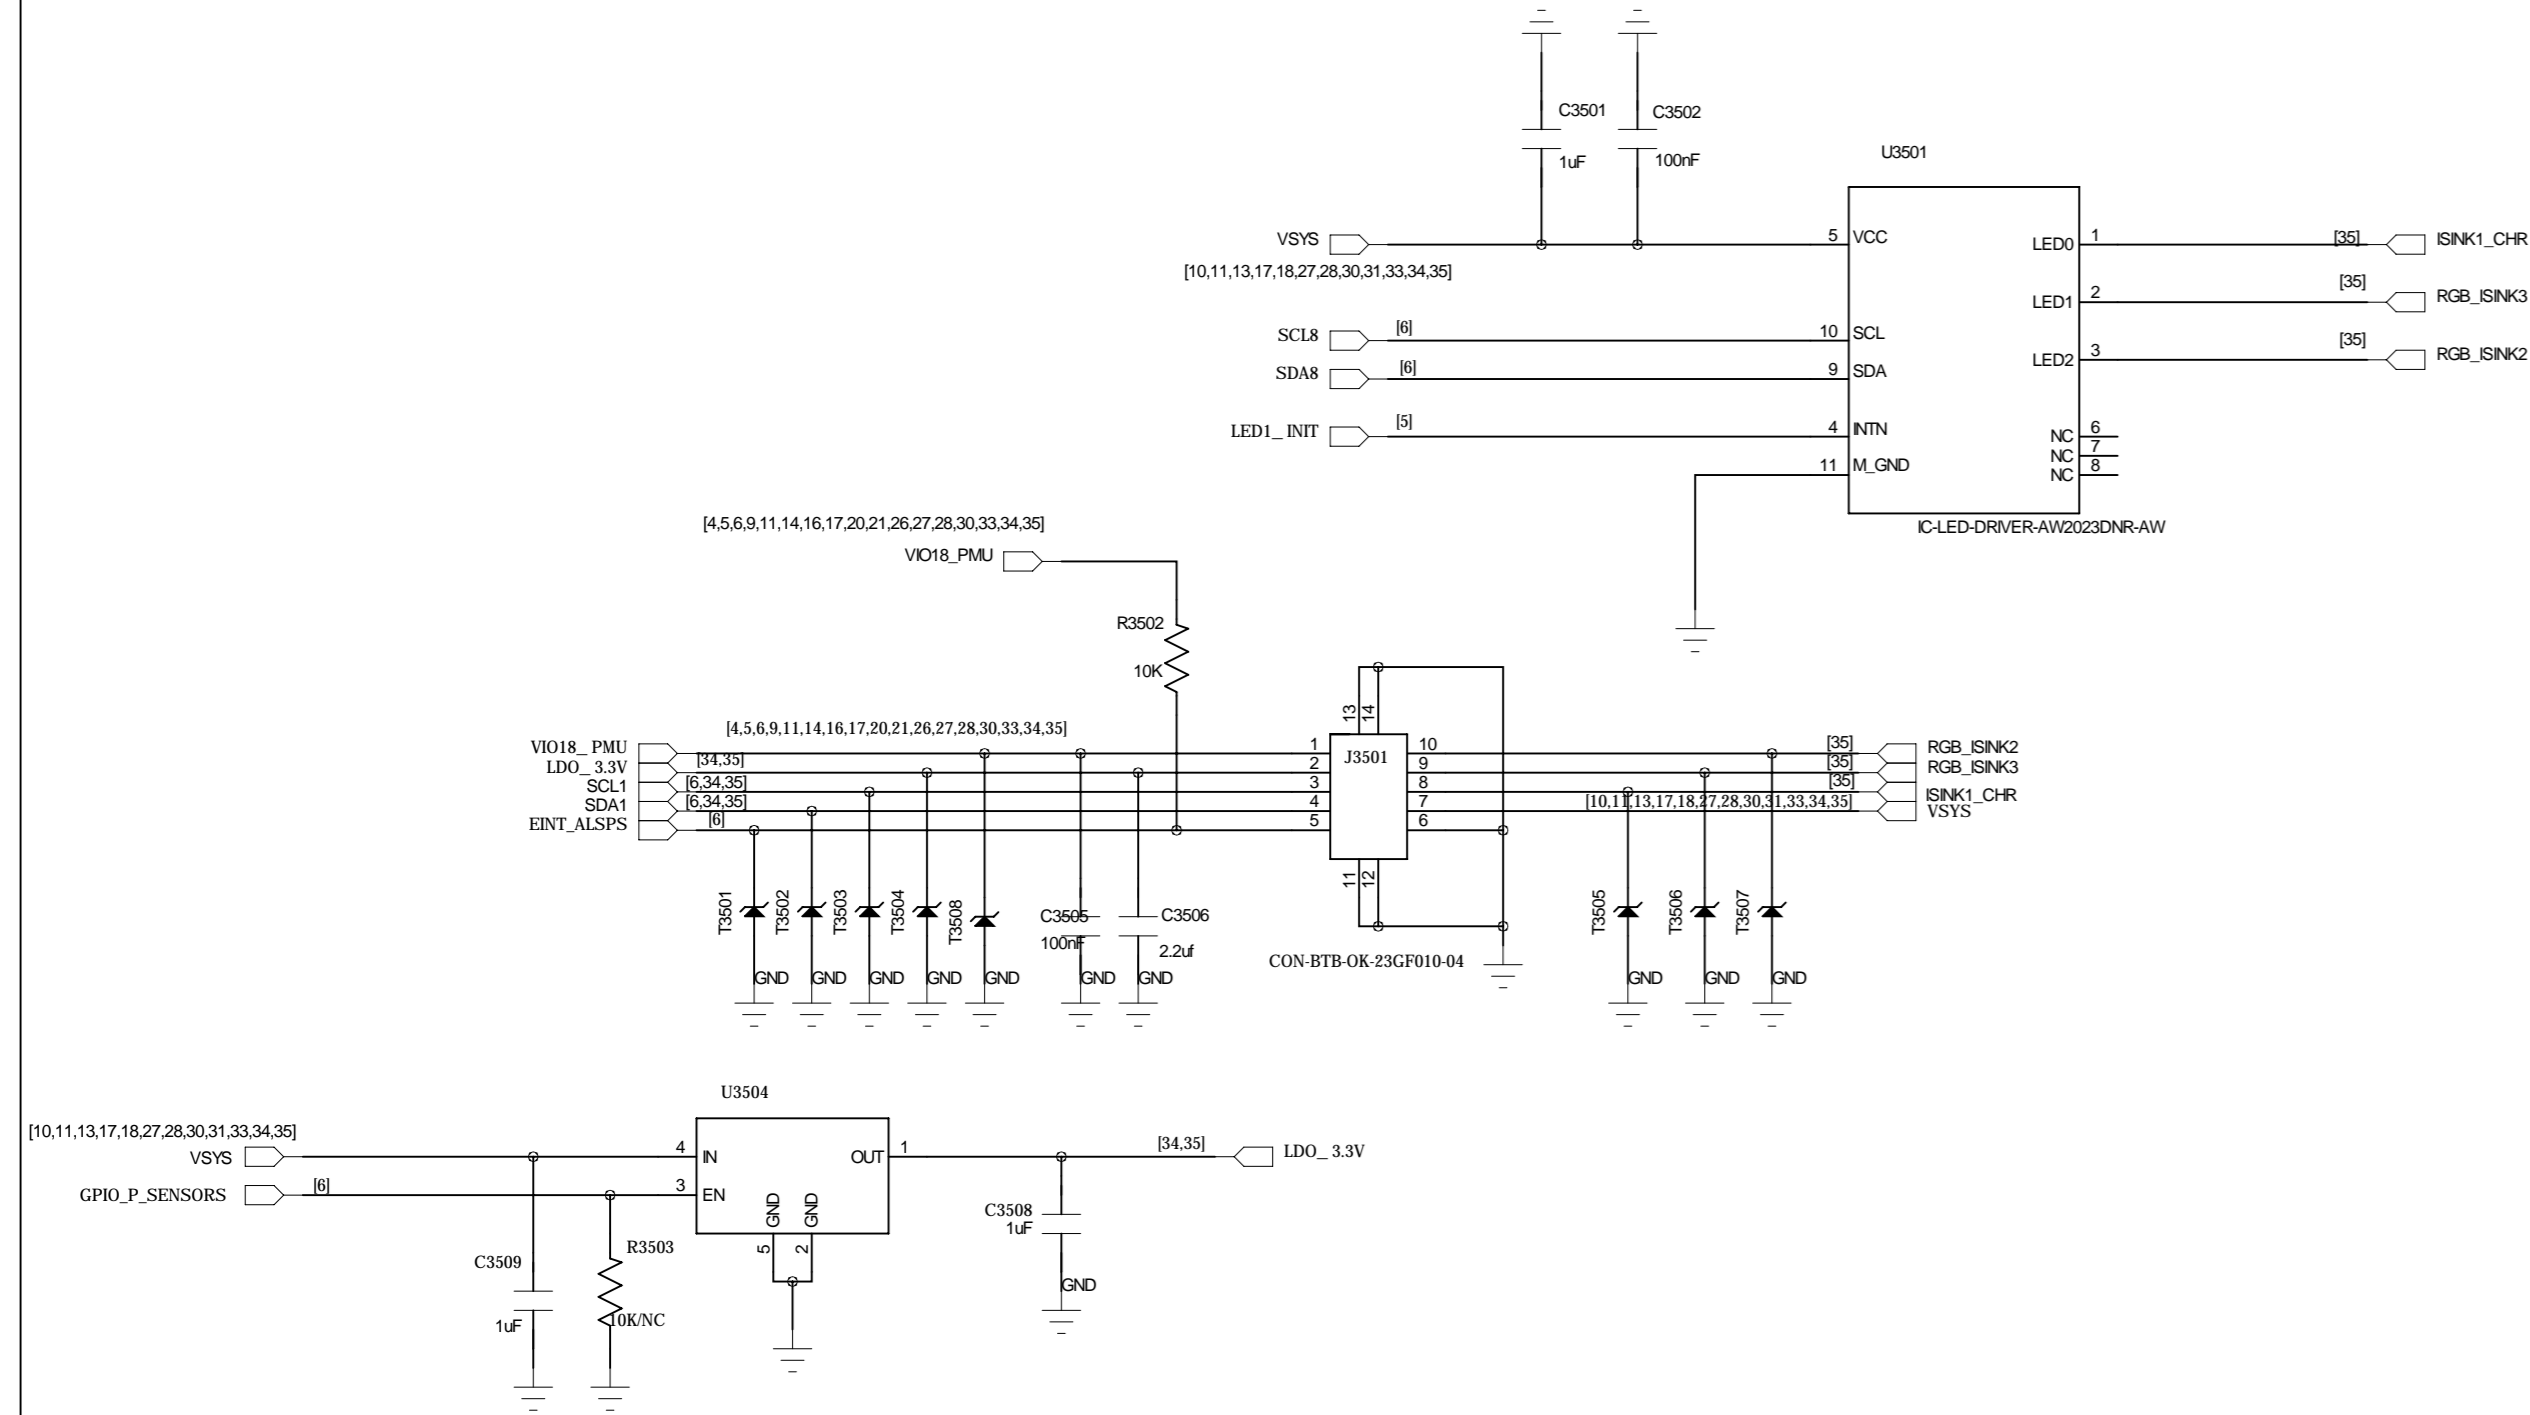 C3501
1uF
C3502
100nF
U3501
VSYS
[10,11,13,17,18,27,28,30,31,33,34,35]
SCL8
[6]
SDA8
[6]
LED1_ INIT
[5]
5 VCC
10 SCL
9 SDA
4 INTN
11 M_GND
LED0 1
LED1 2
LED2 3
NC 6
NC 7
NC 8
[35] ISINK1_CHR
[35] RGB_ISINK3
[35] RGB_ISINK2
IC-LED-DRIVER-AW2023DNR-AW
[4,5,6,9,11,14,16,17,20,21,26,27,28,30,33,34,35]
VIO18_PMU
R3502
10K
[4,5,6,9,11,14,16,17,20,21,26,27,28,30,33,34,35]
VIO18_ PMU
LDO_ 3.3V [34,35]
SCL1 [6,34,35]
SDA1 [6,34,35]
EINT_ALSPS [6]
13
14
J3501
1
2
3
4
5
10
9
8
7
6
11
12
[35] RGB_ISINK2
[35] RGB_ISINK3
[35] ISINK1_CHR
[10,11,13,17,18,27,28,30,31,33,34,35] VSYS
T3501
T3502
T3503
T3504
T3508
C3505
100nF
C3506
2.2uf
T3505
T3506
T3507
GND
GND
GND
GND
GND
GND
GND
GND
GND
GND
CON-BTB-OK-23GF010-04
U3504
[10,11,13,17,18,27,28,30,31,33,34,35]
VSYS
GPIO_P_SENSORS [6]
4 IN
3 EN
OUT 1
GND
GND
5
2
[34,35] LDO_ 3.3V
C3508
1uF
GND
C3509
1uF
R3503
10K/NC